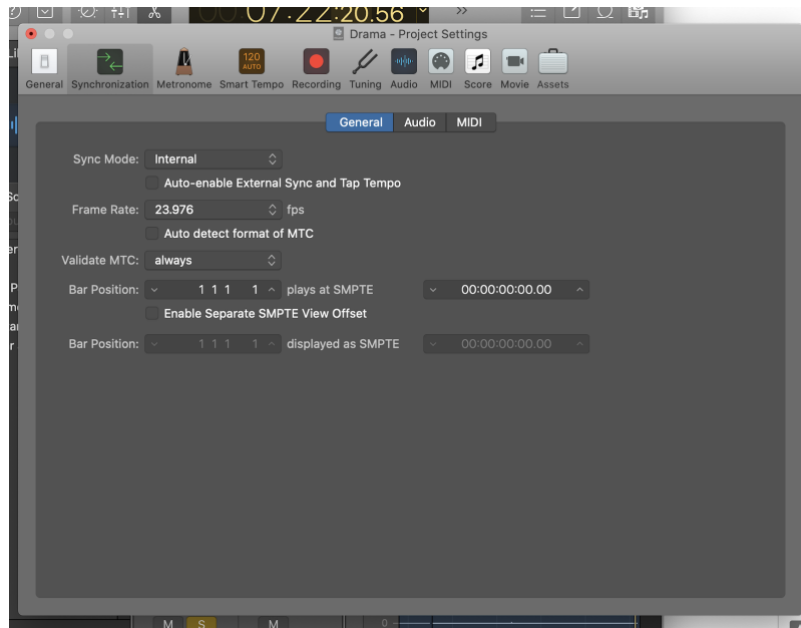 07:22:20.56
Drama - Project Settings
General Synchronization Metronome Smart Tempo Recording Tuning Audio MIDI Score Movie Assets
120
AUTO
General Audio MIDI
Sync Mode: Internal
Auto-enable External Sync and Tap Tempo
Frame Rate: 23.976 fps
Auto detect format of MTC
Validate MTC: always
Bar Position: 1 1 1 1 plays at SMPTE 00:00:00:00.00
Enable Separate SMPTE View Offset
Bar Position: 1 1 1 1 displayed as SMPTE 00:00:00:00.00
M S M 0